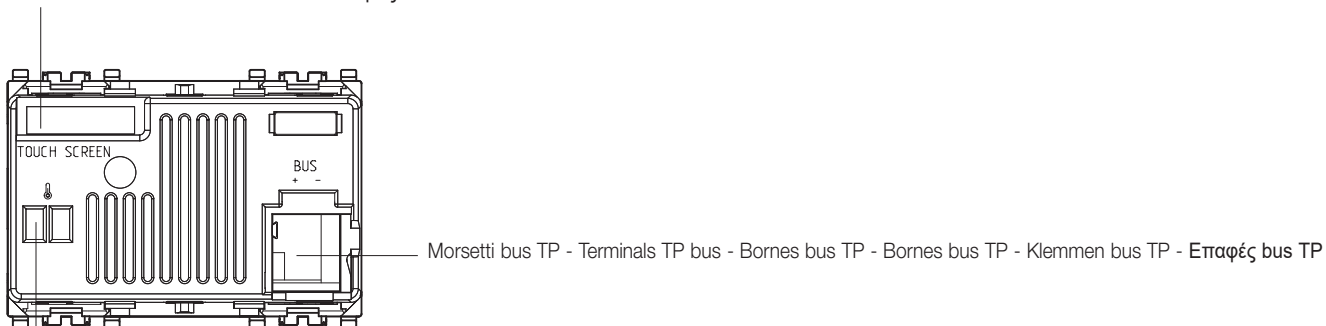 TOUCH SCREEN
BUS
+ -
Morsetti bus TP - Terminals TP bus - Bornes bus TP - Bornes bus TP - Klemmen bus TP - Επαφές bus TP